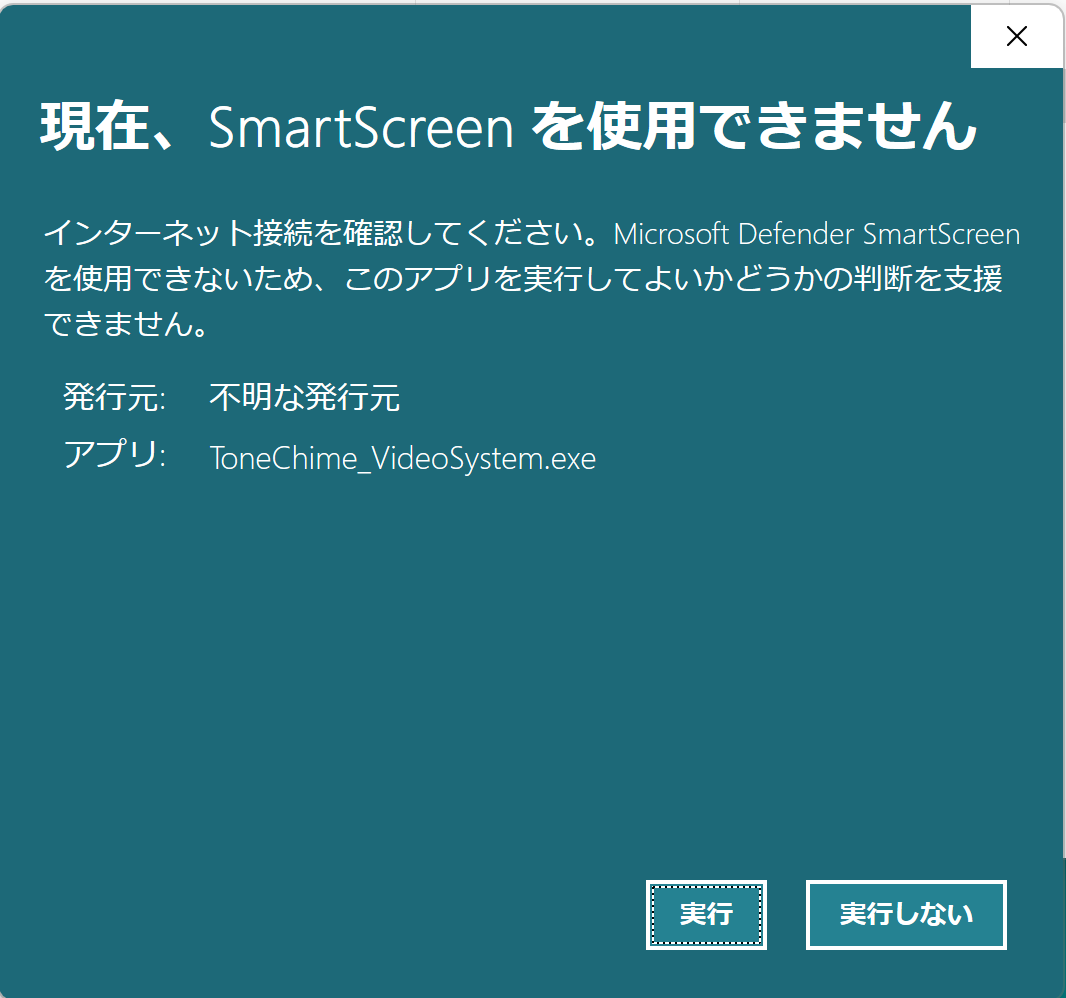 現在、SmartScreen を使用できません
インターネット接続を確認してください。Microsoft Defender SmartScreen
を使用できないため、このアプリを実行してよいかどうかの判断を支援
できません。
発行元: 不明な発行元
アプリ: ToneChime_VideoSystem.exe
実行 実行しない